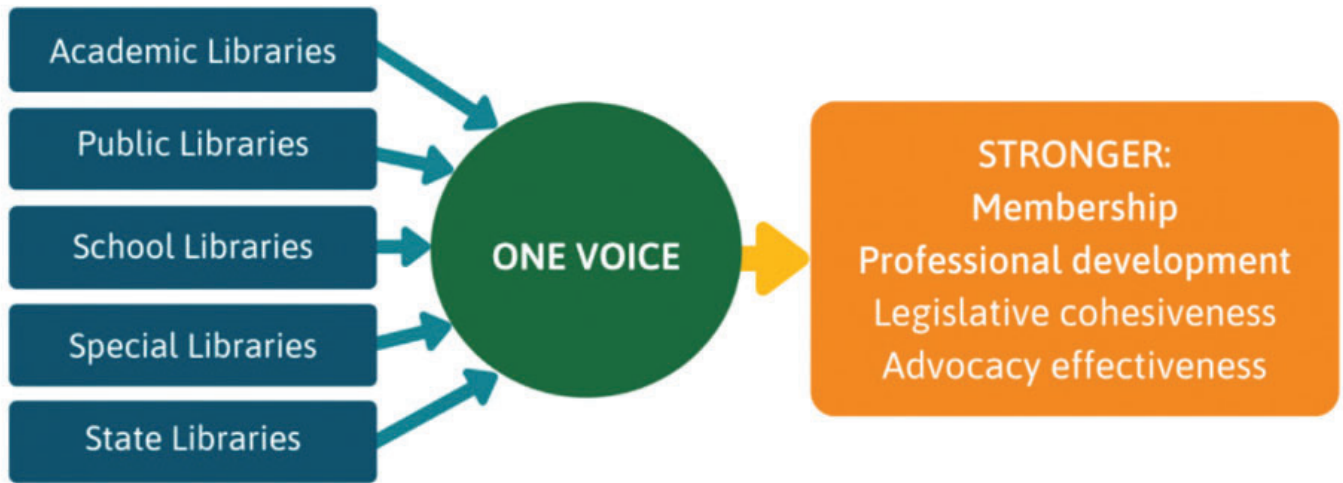 Academic Libraries
Public Libraries
School Libraries
Special Libraries
State Libraries
ONE VOICE
STRONGER:
Membership
Professional development
Legislative cohesiveness
Advocacy effectiveness